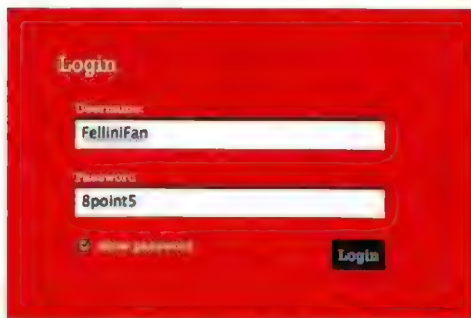 Login
Username:
FelliniFan
Password
8point5
show password
Login